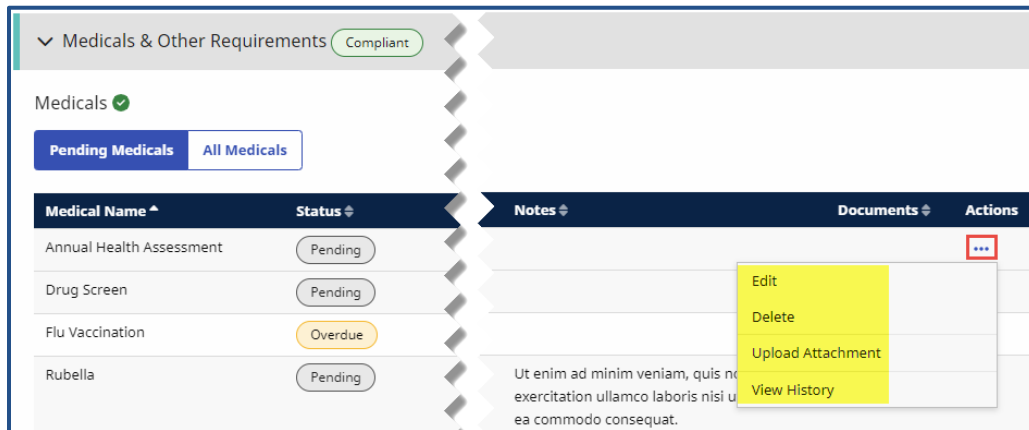 Medicals & Other Requirements Compliant
Medicals
Pending Medicals All Medicals
Medical Name Status Notes Documents Actions
Annual Health Assessment Pending
Edit
Drug Screen Pending
Delete
Flu Vaccination Overdue
Upload Attachment
Rubella Pending
View History
Ut enim ad minim veniam, quis
exercitation ullamco laboris nisi
ea commodo consequat.